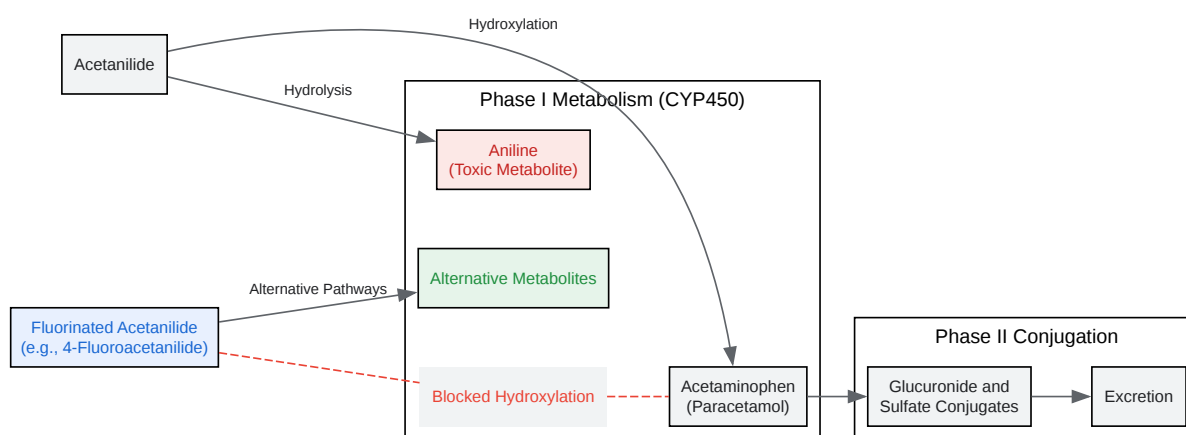 Hydroxylation
Acetanilide
Hydrolysis
Phase I Metabolism (CYP450)
Aniline
(Toxic Metabolite)
Alternative Metabolites
Alternative Pathways
Fluorinated Acetanilide
(e.g., 4-Fluoroacetanilide)
Blocked Hydroxylation
Acetaminophen
(Paracetamol)
Phase II Conjugation
Glucuronide and
Sulfate Conjugates
Excretion